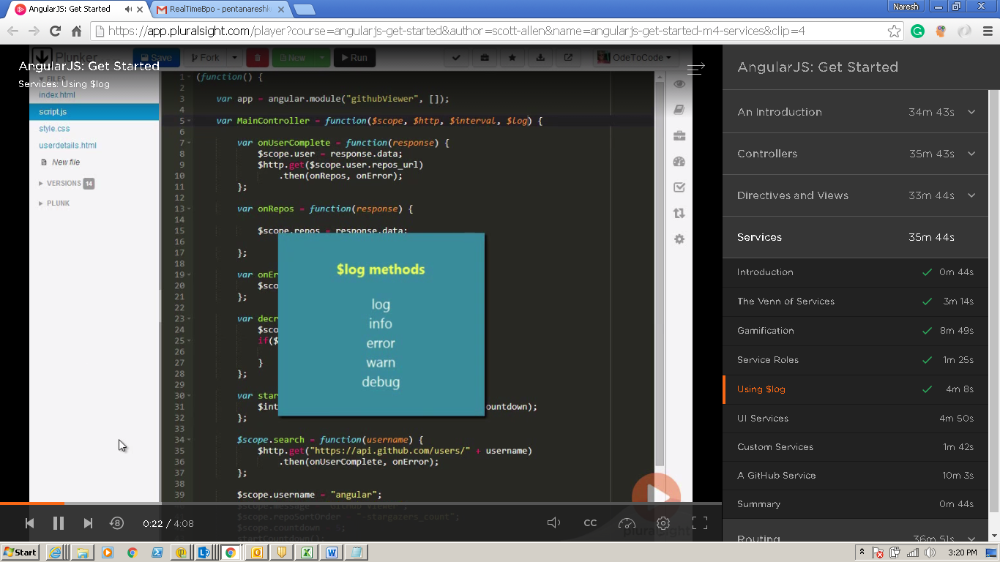 AngularJS: Get Started
RealTimeBpo - pentanaresh
Naresh
https://app.pluralsight.com/player?course=angularjs-get-started&author=scott-allen&name=angularjs-get-started-m4-services&clip=4
Plunker
Save
Fork
New
Run
OdeToCode
AngularJS: Get Started
Services: Using $log
FILES
index.html
script.js
style.css
userdetails.html
New file
VERSIONS 14
PLUNK
1 (function() {
2
3 var app = angular.module("githubViewer", []);
4
5 var MainController = function($scope, $http, $interval, $log) {
6
7 var onUserComplete = function(response) {
8 $scope.user = response.data;
9 $http.get($scope.user.repos_url)
10 .then(onRepos, onError);
11 };
12
13 var onRepos = function(response) {
14
15 $scope.repos = response.data;
16
17 };
18
19 var onEr
20 $sco
21 };
22
23 var decr
24 $sco
25 if($
26
27 }
28 };
29
30 var star
31 $int ountdown);
32 };
33
34 $scope.search = function(username) {
35 $http.get("https://api.github.com/users/" + username)
36 .then(onUserComplete, onError);
37 };
38
39 $scope.username = "angular";
$scope.message = "GitHub Viewer";
$scope.repoSortOrder = "-stargazers_count";
$scope.countdown = 5;
startCountdown();
$log methods
log
info
error
warn
debug
pluralsight
0:22 / 4:08
CC
AngularJS: Get Started
An Introduction 34m 43s
Controllers 35m 43s
Directives and Views 33m 44s
Services 35m 44s
Introduction 0m 44s
The Venn of Services 3m 14s
Gamification 8m 49s
Service Roles 1m 25s
Using $log 4m 8s
UI Services 4m 50s
Custom Services 1m 42s
A GitHub Service 10m 3s
Summary 0m 44s
Routing 36m 51s
Start
3:20 PM